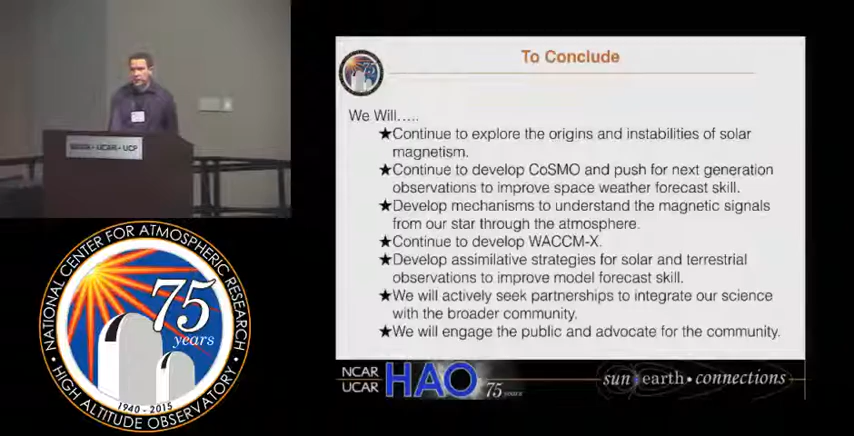 NCAR • UCAR • UCP
NATIONAL CENTER FOR ATMOSPHERIC RESEARCH
75
years
1940 - 2015
HIGH ALTITUDE OBSERVATORY
To Conclude
We Will.....
★Continue to explore the origins and instabilities of solar
magnetism.
★Continue to develop CoSMO and push for next generation
observations to improve space weather forecast skill.
★Develop mechanisms to understand the magnetic signals
from our star through the atmosphere.
★Continue to develop WACCM-X.
★Develop assimilative strategies for solar and terrestrial
observations to improve model forecast skill.
★We will actively seek partnerships to integrate our science
with the broader community.
★We will engage the public and advocate for the community.
NCAR
UCAR
HAO
75 years
sun earth • connections